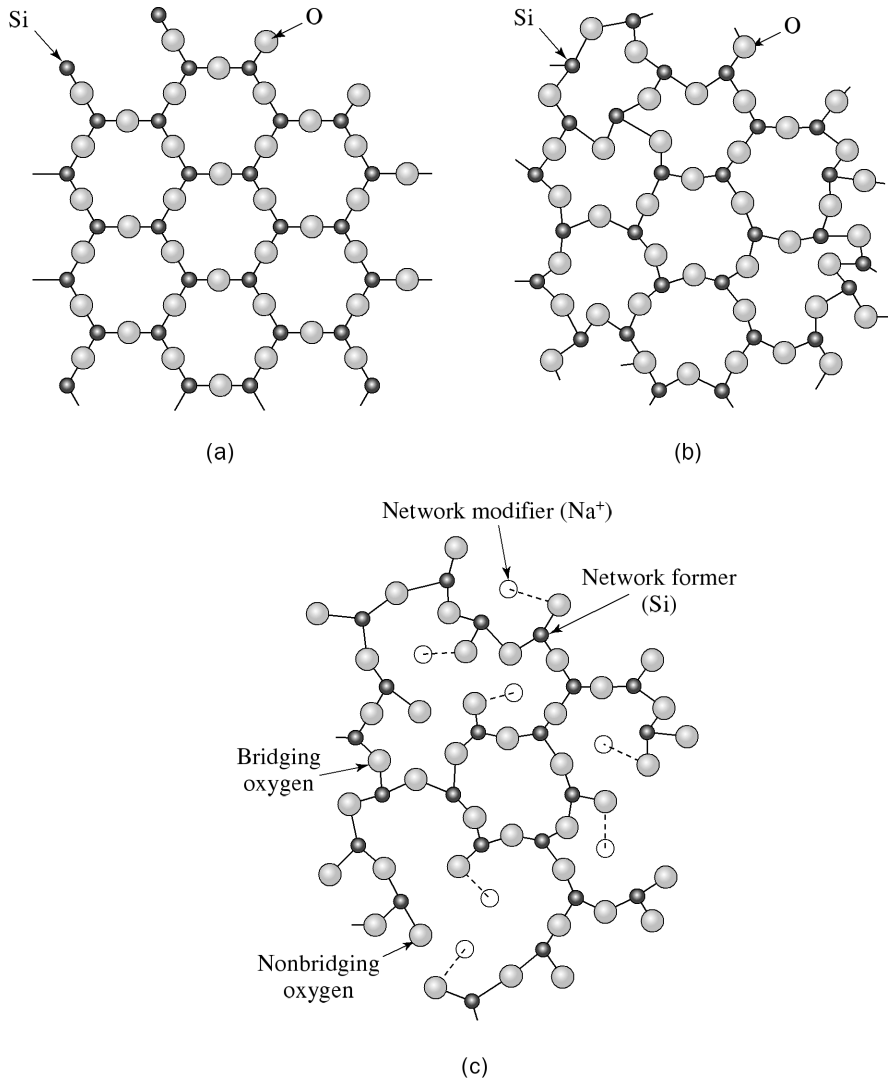 Si
O
Si
O
(a)
(b)
Network modifier (Na⁺)
Network former
(Si)
Bridging
oxygen
Nonbridging
oxygen
(c)